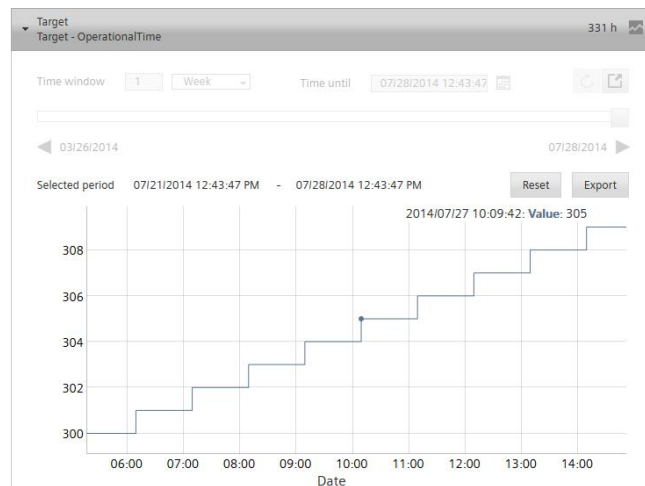 Target
Target - OperationalTime
331 h
Time window 1 Week Time until 07/28/2014 12:43:47
03/26/2014 07/28/2014
Selected period 07/21/2014 12:43:47 PM - 07/28/2014 12:43:47 PM Reset Export
2014/07/27 10:09:42: Value: 305
308
306
304
302
300
06:00 07:00 08:00 09:00 10:00 11:00 12:00 13:00 14:00
Date